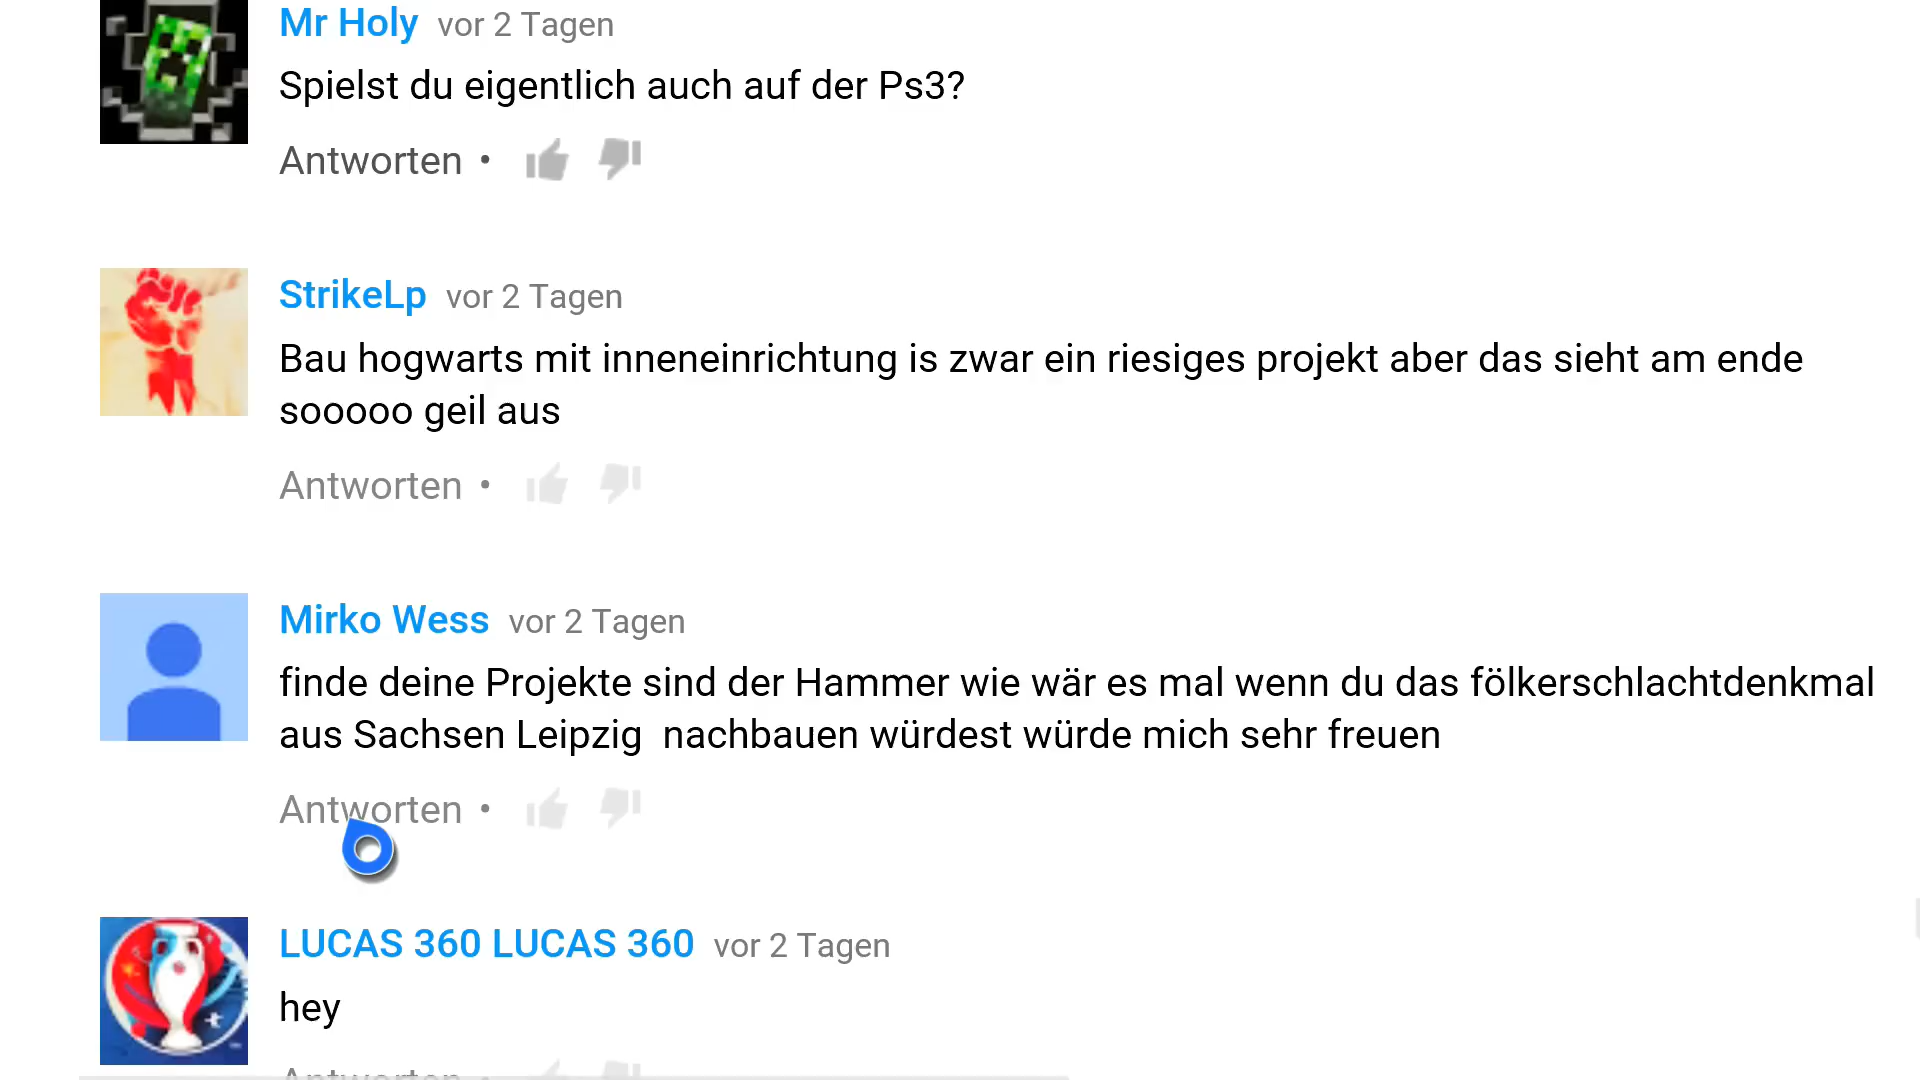 Mr Holy vor 2 Tagen
Spielst du eigentlich auch auf der Ps3?
Antworten •
StrikeLp vor 2 Tagen
Bau hogwarts mit inneneinrichtung is zwar ein riesiges projekt aber das sieht am ende
sooooo geil aus
Antworten •
Mirko Wess vor 2 Tagen
finde deine Projekte sind der Hammer wie wär es mal wenn du das fölkerschlachtdenkmal
aus Sachsen Leipzig  nachbauen würdest würde mich sehr freuen
Antworten •
LUCAS 360 LUCAS 360 vor 2 Tagen
hey
Antworten •